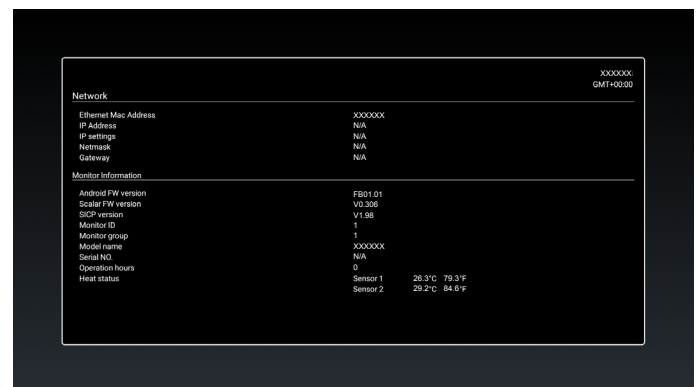 XXXXXX:
GMT+00:00
Network
Ethernet Mac Address XXXXXX
IP Address N/A
IP settings N/A
Netmask N/A
Gateway N/A
Monitor Information
Android FW version FB01.01
Scalar FW version V0.306
SICP version V1.98
Monitor ID 1
Monitor group 1
Model name XXXXXX
Serial NO. N/A
Operation hours 0
Heat status Sensor 1 26.3°C 79.3°F
Sensor 2 29.2°C 84.6°F